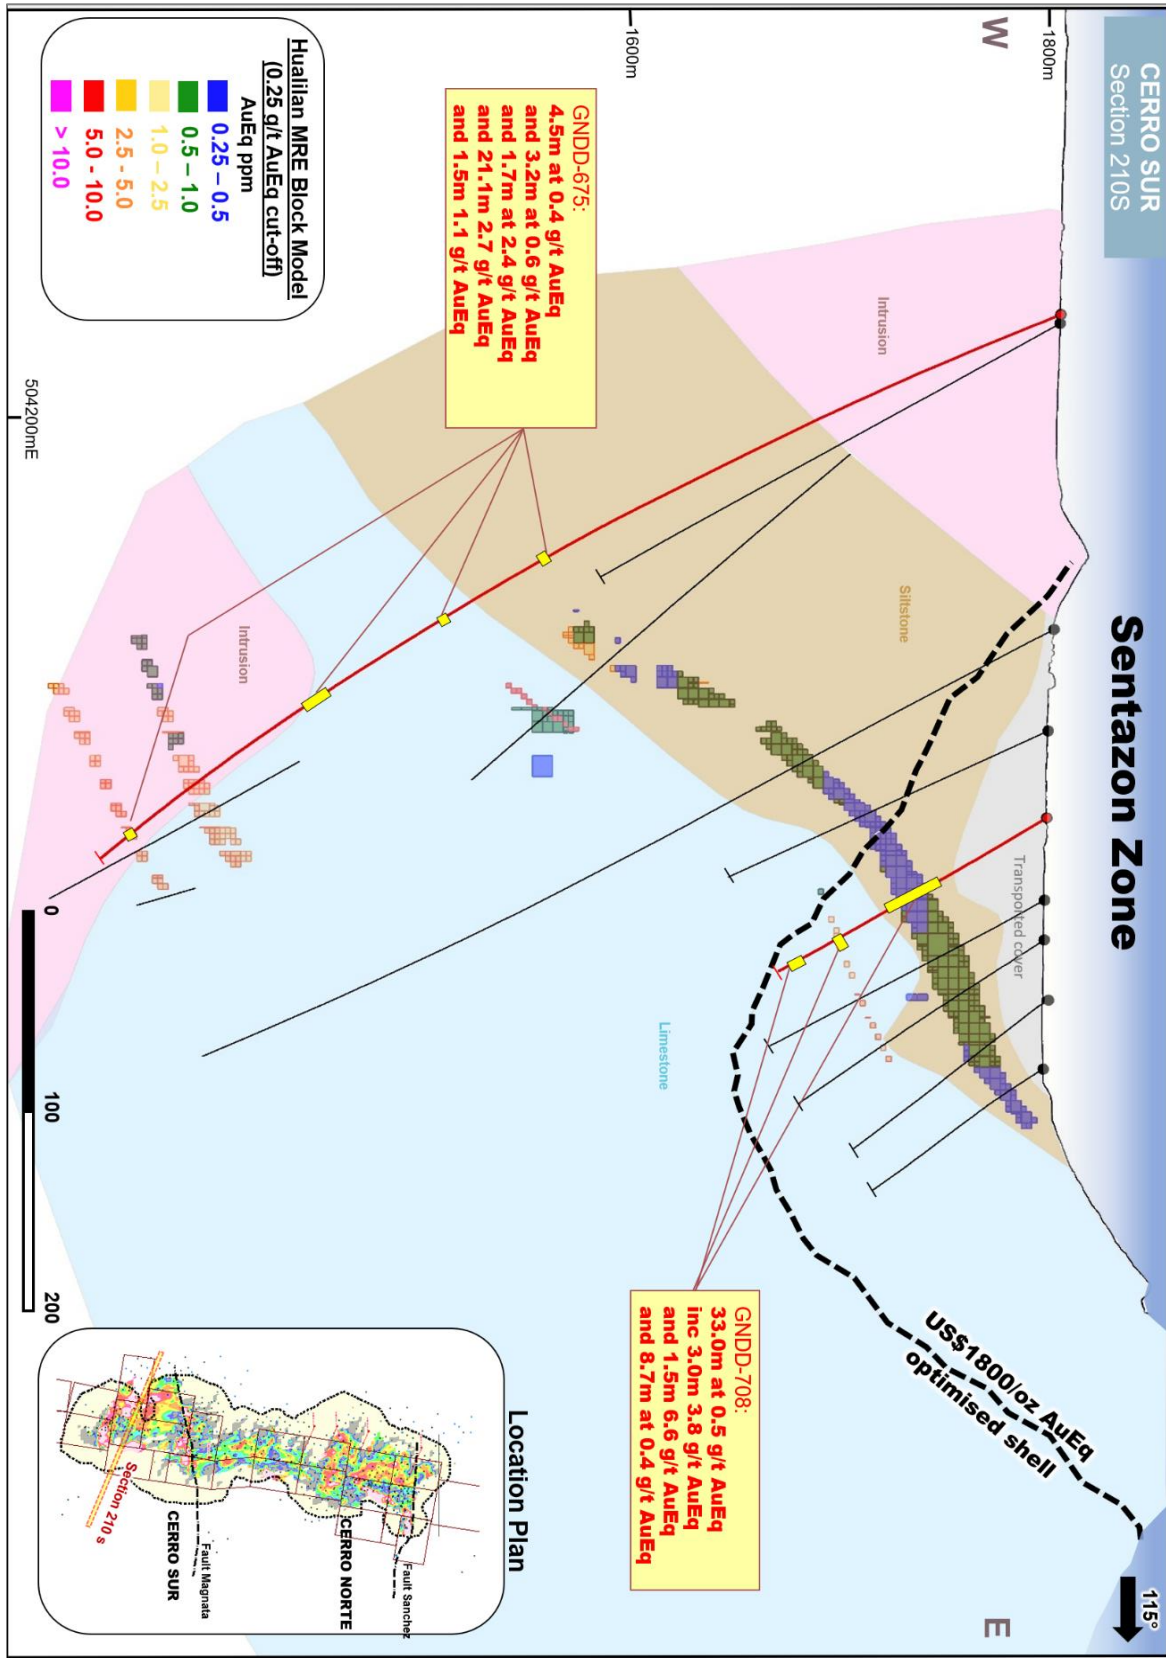 CERRO SUR
Section 210S
Sentazon Zone
115°
W
E
1800m
1600m
504200mE
US$1800/oz AuEq
optimised shell
Intrusion
Siltstone
Transported cover
Limestone
Intrusion
GNDD-675:
4.5m at 0.4 g/t AuEq
and 3.2m at 0.6 g/t AuEq
and 1.7m at 2.4 g/t AuEq
and 21.1m 2.7 g/t AuEq
and 1.5m 1.1 g/t AuEq
GNDD-708:
33.0m at 0.5 g/t AuEq
inc 3.0m 3.8 g/t AuEq
and 1.5m 6.6 g/t AuEq
and 8.7m at 0.4 g/t AuEq
Hualilan MRE Block Model
(0.25 g/t AuEq cut-off)
AuEq ppm
0.25 – 0.5
0.5 – 1.0
1.0 – 2.5
2.5 - 5.0
5.0 - 10.0
> 10.0
0
100
200
Location Plan
Fault Sanchez
CERRO NORTE
Fault Magnata
CERRO SUR
Section 210 s